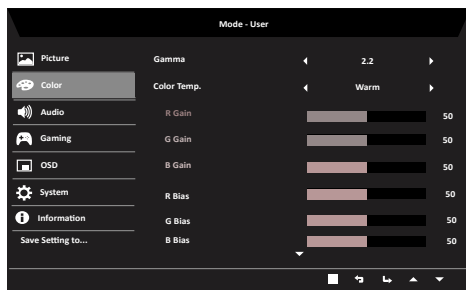 Mode - User
Picture
Gamma
2.2
Color
Color Temp.
Warm
Audio
R Gain
50
Gaming
G Gain
50
OSD
B Gain
50
System
R Bias
50
Information
G Bias
50
Save Setting to...
B Bias
50